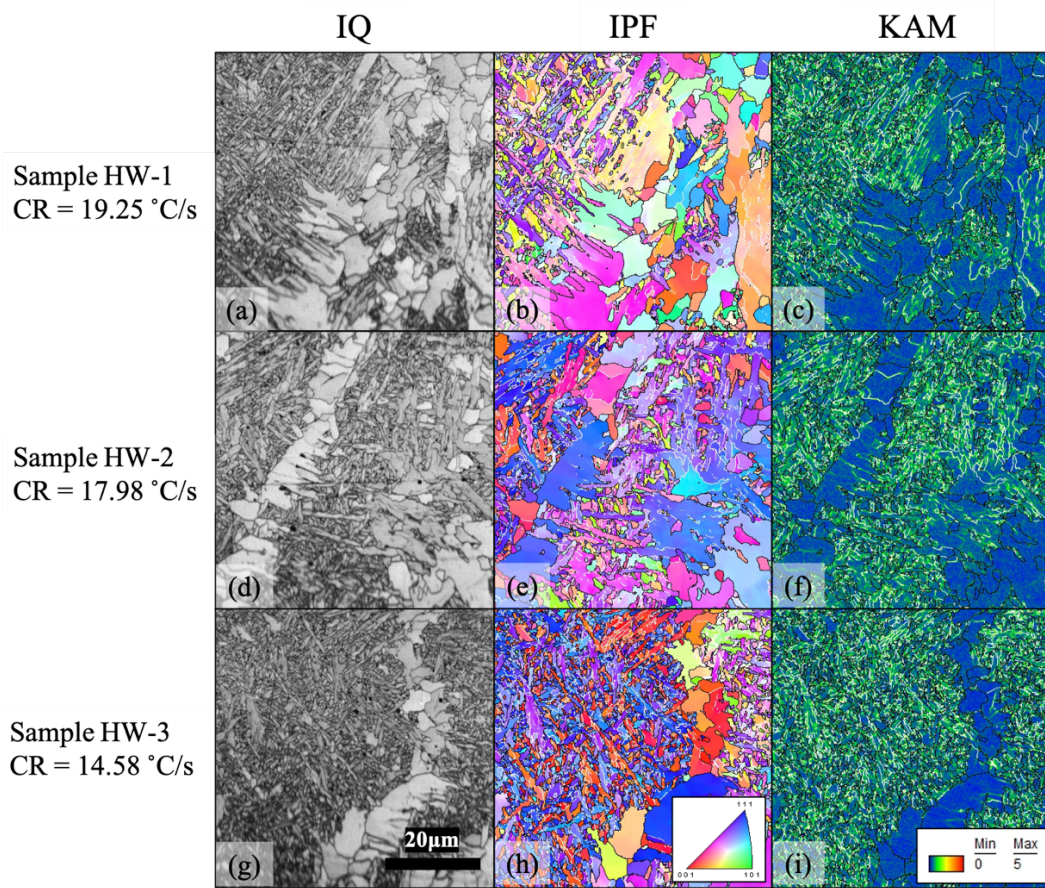 IQ IPF KAM
Sample HW-1
CR = 19.25 ˚C/s
(a) (b) (c)
Sample HW-2
CR = 17.98 ˚C/s
(d) (e) (f)
Sample HW-3
CR = 14.58 ˚C/s
20µm
111
001 101
Min Max
0 5
(g) (h) (i)